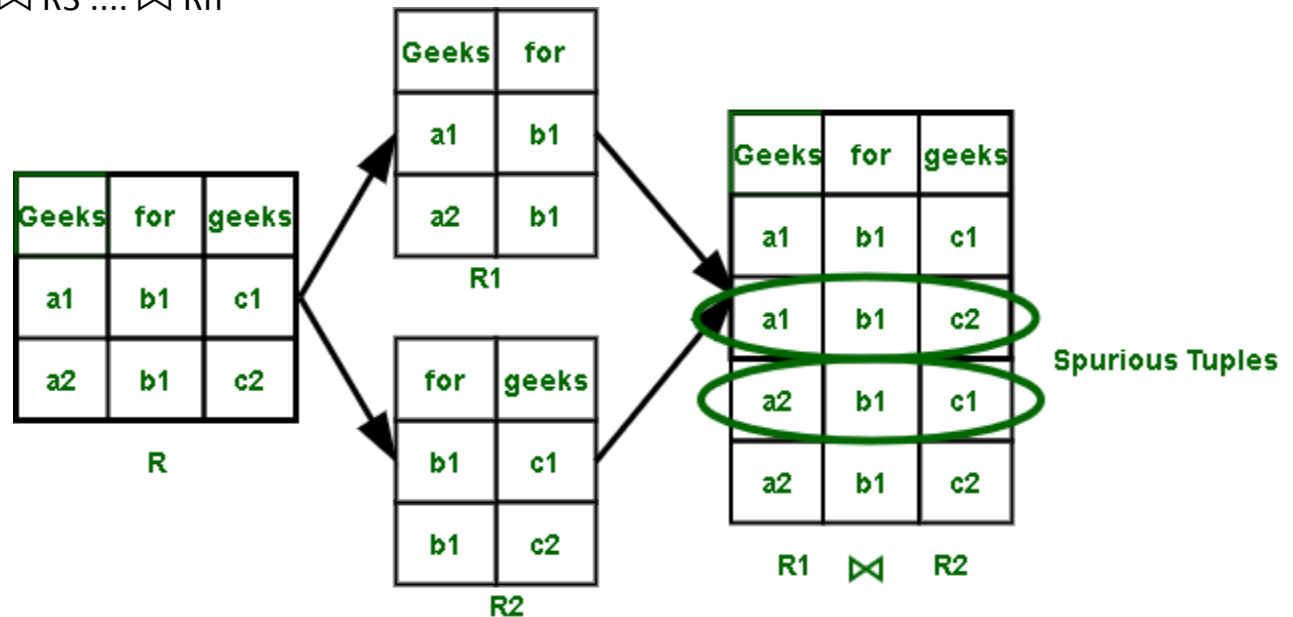 ⋈ R3 .... ⋈ Rn
Geeks for geeks
a1 b1 c1
a2 b1 c2
R
Geeks for
a1 b1
a2 b1
R1
for geeks
b1 c1
b1 c2
R2
Geeks for geeks
a1 b1 c1
a1 b1 c2
a2 b1 c1
a2 b1 c2
R1 ⋈ R2
Spurious Tuples